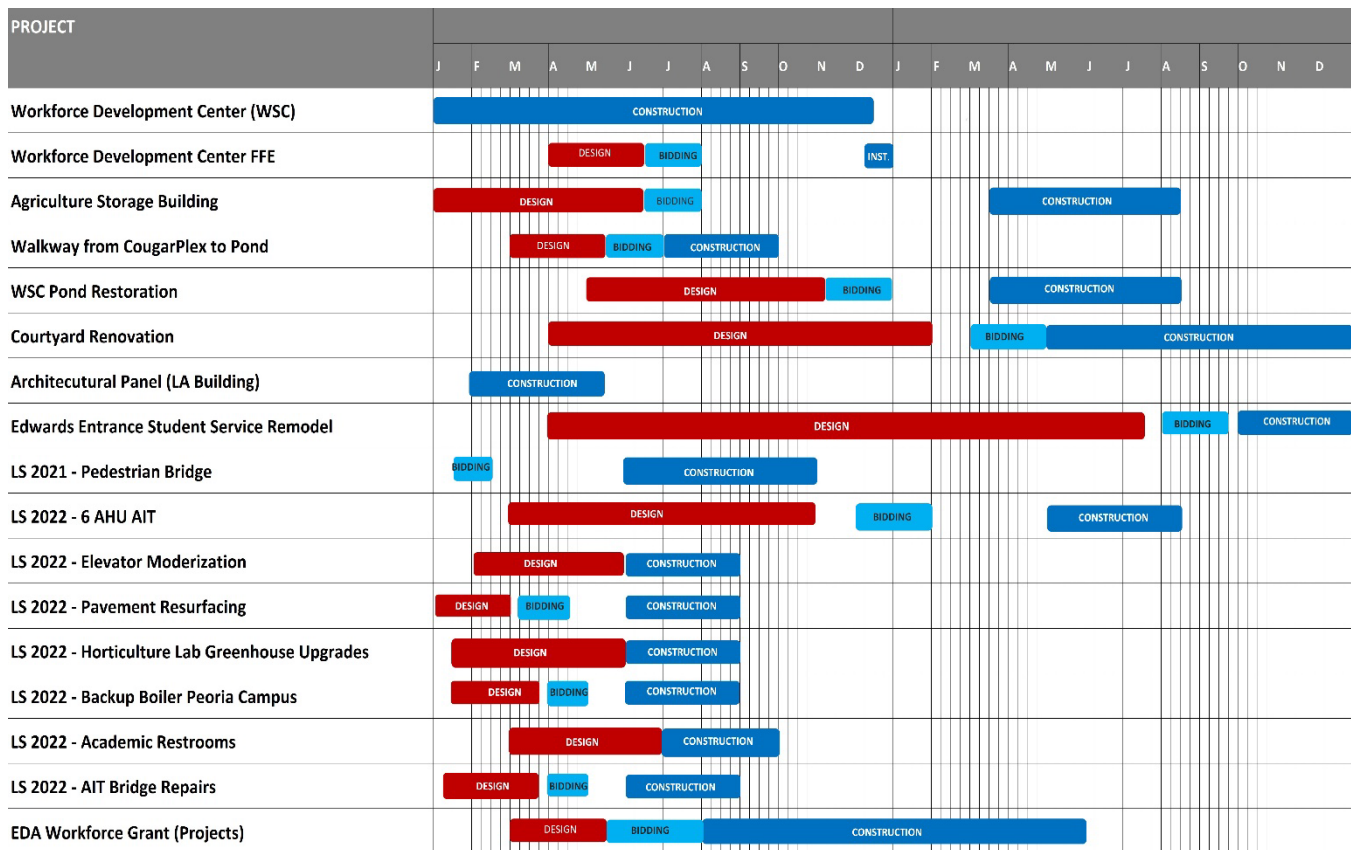 PROJECT
J F M A M J J A S O N D J F M A M J J A S O N D
Workforce Development Center (WSC) CONSTRUCTION
Workforce Development Center FFE DESIGN BIDDING INST.
Agriculture Storage Building DESIGN BIDDING CONSTRUCTION
Walkway from CougarPlex to Pond DESIGN BIDDING CONSTRUCTION
WSC Pond Restoration DESIGN BIDDING CONSTRUCTION
Courtyard Renovation DESIGN BIDDING CONSTRUCTION
Architecutural Panel (LA Building) CONSTRUCTION
Edwards Entrance Student Service Remodel DESIGN BIDDING CONSTRUCTION
LS 2021 - Pedestrian Bridge BIDDING CONSTRUCTION
LS 2022 - 6 AHU AIT DESIGN BIDDING CONSTRUCTION
LS 2022 - Elevator Moderization DESIGN CONSTRUCTION
LS 2022 - Pavement Resurfacing DESIGN BIDDING CONSTRUCTION
LS 2022 - Horticulture Lab Greenhouse Upgrades DESIGN CONSTRUCTION
LS 2022 - Backup Boiler Peoria Campus DESIGN BIDDING CONSTRUCTION
LS 2022 - Academic Restrooms DESIGN CONSTRUCTION
LS 2022 - AIT Bridge Repairs DESIGN BIDDING CONSTRUCTION
EDA Workforce Grant (Projects) DESIGN BIDDING CONSTRUCTION